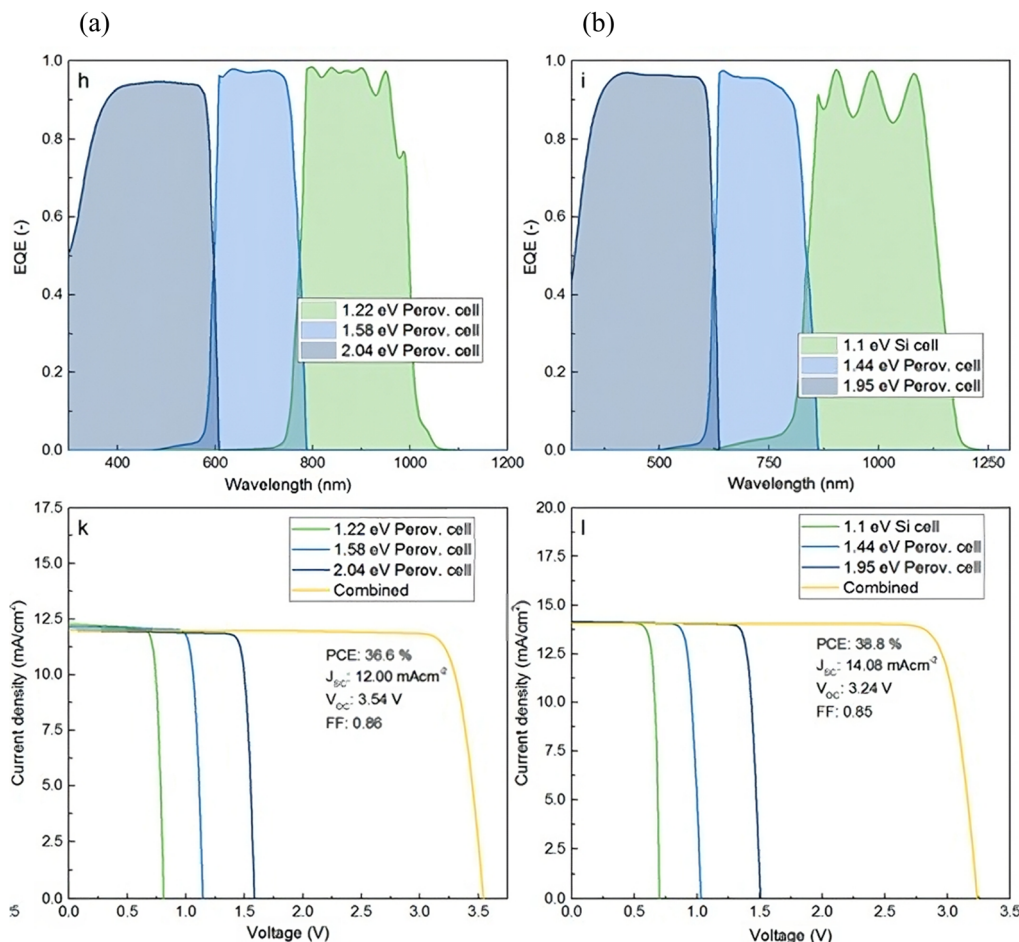 (a)
(b)
h
EQE (-)
1.0
0.8
0.6
0.4
0.2
0.0
1.22 eV Perov. cell
1.58 eV Perov. cell
2.04 eV Perov. cell
400
600
800
1000
1200
Wavelength (nm)
i
EQE (-)
1.0
0.8
0.6
0.4
0.2
0.0
1.1 eV Si cell
1.44 eV Perov. cell
1.95 eV Perov. cell
500
750
1000
1250
Wavelength (nm)
k
Current density (mA/cm²)
17.5
15.0
12.5
10.0
7.5
5.0
2.5
0.0
1.22 eV Perov. cell
1.58 eV Perov. cell
2.04 eV Perov. cell
Combined
PCE: 36.6 %
JSC: 12.00 mAcm-2
VOC: 3.54 V
FF: 0.86
0.0
0.5
1.0
1.5
2.0
2.5
3.0
3.5
Voltage (V)
l
Current density (mA/cm²)
20.0
17.5
15.0
12.5
10.0
7.5
5.0
2.5
0.0
1.1 eV Si cell
1.44 eV Perov. cell
1.95 eV Perov. cell
Combined
PCE: 38.8 %
JSC: 14.08 mAcm-2
VOC: 3.24 V
FF: 0.85
0.0
0.5
1.0
1.5
2.0
2.5
3.0
3.5
Voltage (V)